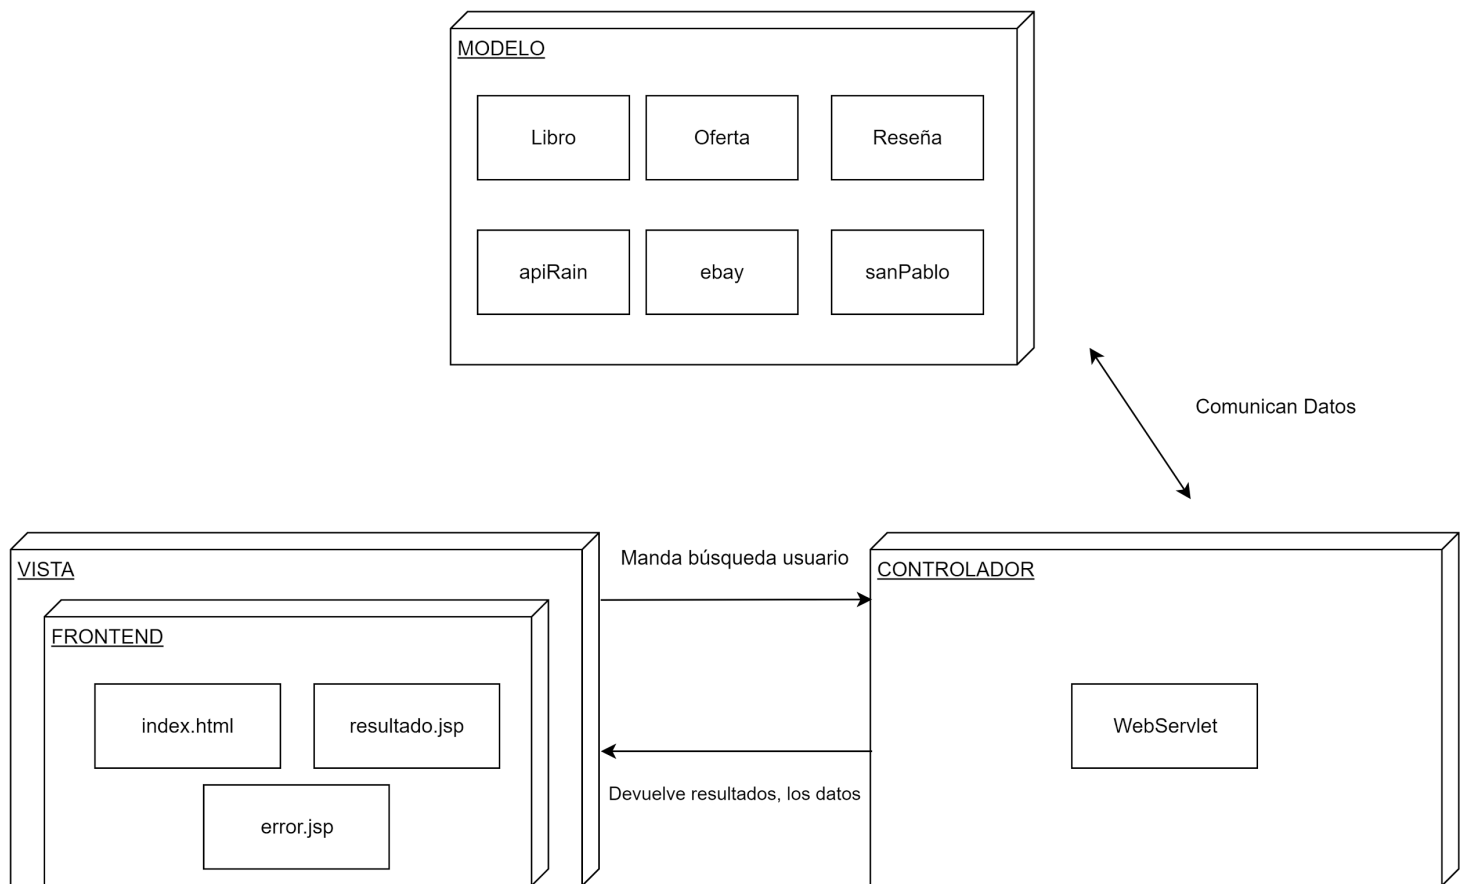 MODELO
Libro
Oferta
Reseña
apiRain
ebay
sanPablo
Comunican Datos
VISTA
Manda búsqueda usuario
CONTROLADOR
FRONTEND
index.html
resultado.jsp
WebServlet
Devuelve resultados, los datos
error.jsp